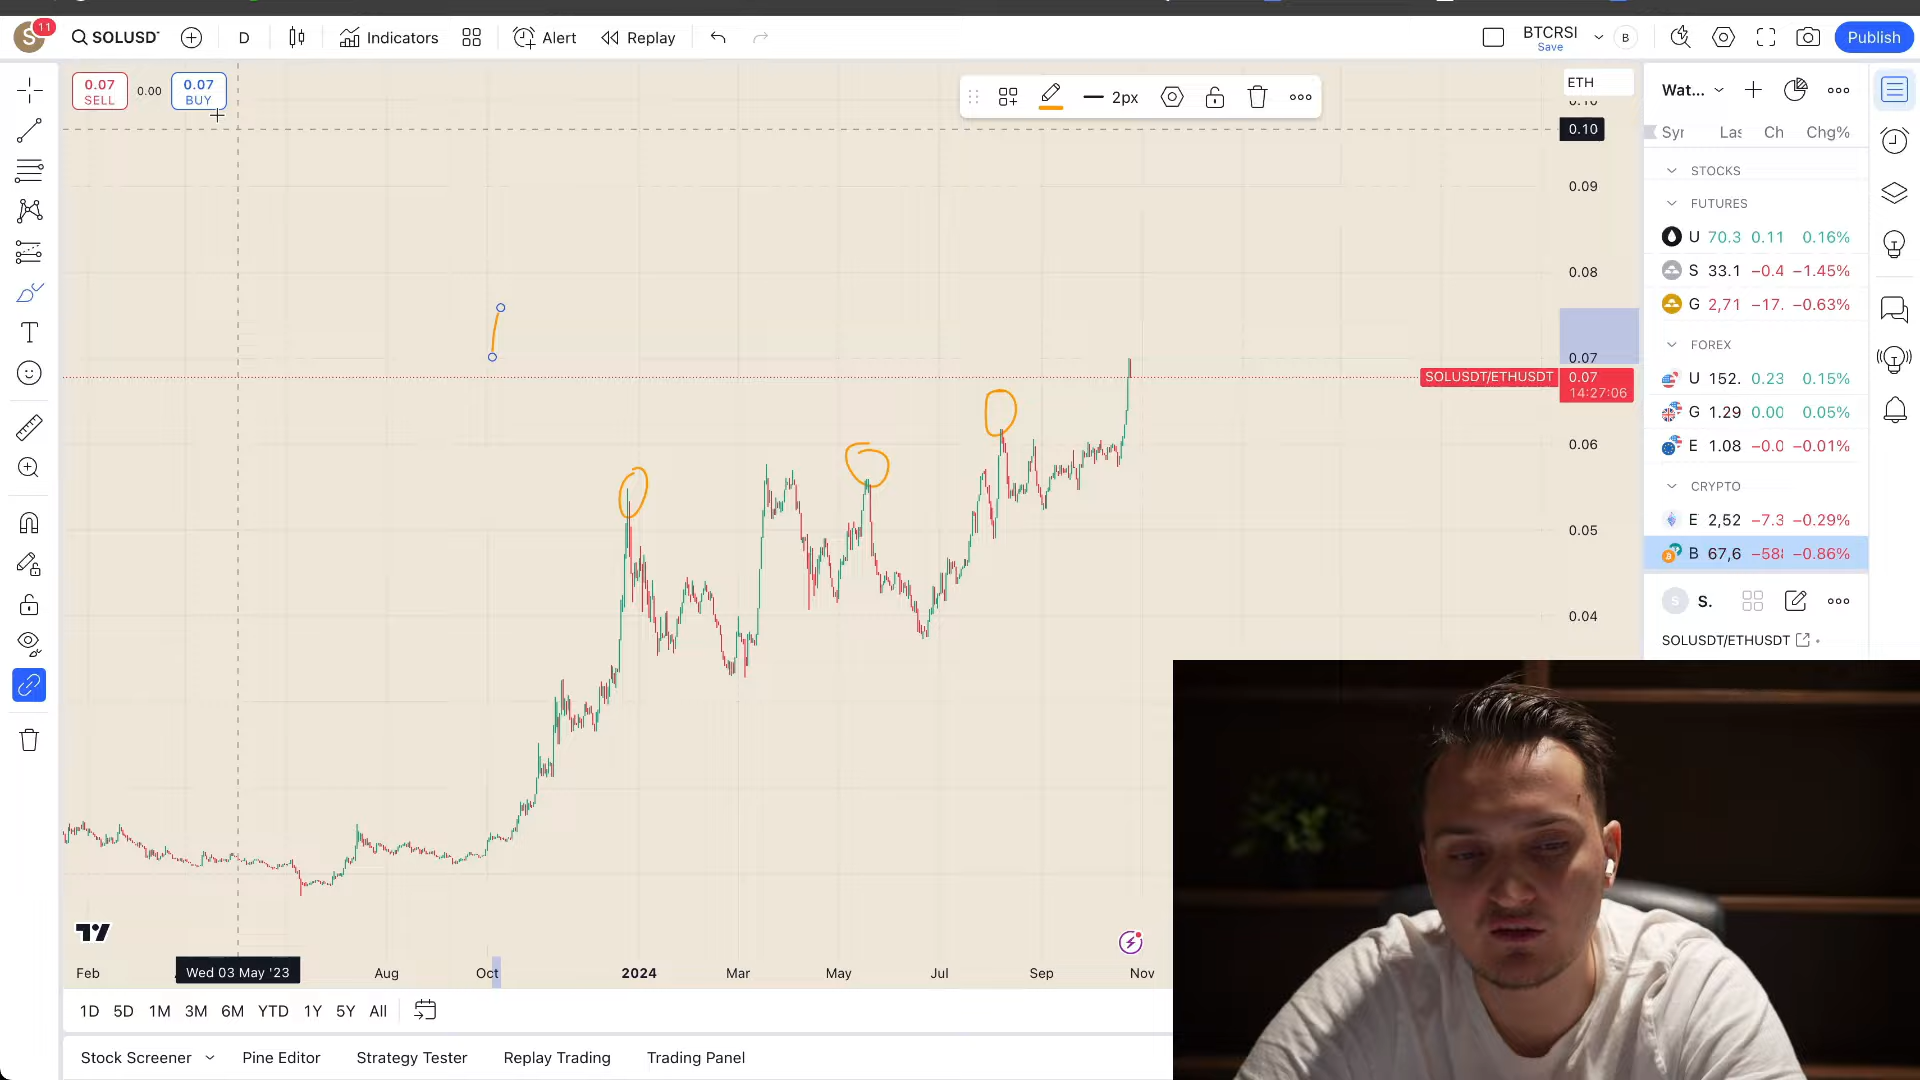 S 11 SOLUSD D Indicators Alert Replay BTCRSI Save B Publish
0.07 SELL 0.00 0.07 BUY
2px
ETH
0.10
0.09
0.08
0.07
SOLUSDT/ETHUSDT 0.07
14:27:06
0.06
0.05
0.04
Wat...
Chg%
STOCKS
FUTURES
U 70.3 0.11 0.16%
S 33.1 −0.4 −1.45%
G 2,71 −17. −0.63%
FOREX
U 152. 0.23 0.15%
G 1.29 0.00 0.05%
E 1.08 −0.0 −0.01%
CRYPTO
E 2,52 −7.3 −0.29%
B 67,6 −588 −0.86%
S S.
SOLUSDT/ETHUSDT
Feb Wed 03 May '23 Aug Oct 2024 Mar May Jul Sep Nov
1D 5D 1M 3M 6M YTD 1Y 5Y All
Stock Screener Pine Editor Strategy Tester Replay Trading Trading Panel